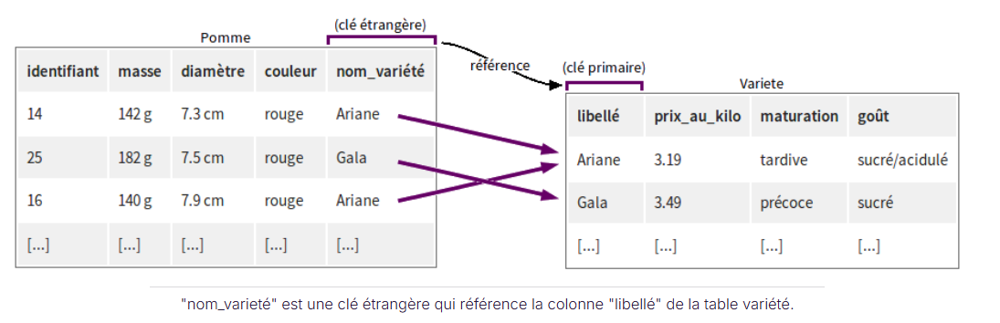 Pomme
(clé étrangère)
identifiant masse diamètre couleur nom_variété
14 142 g 7.3 cm rouge Ariane
25 182 g 7.5 cm rouge Gala
16 140 g 7.9 cm rouge Ariane
[...] [...] [...] [...] [...]
référence
(clé primaire)
Variete
libellé prix_au_kilo maturation goût
Ariane 3.19 tardive sucré/acidulé
Gala 3.49 précoce sucré
[...] [...] [...] [...]
"nom_varieté" est une clé étrangère qui référence la colonne "libellé" de la table variété.